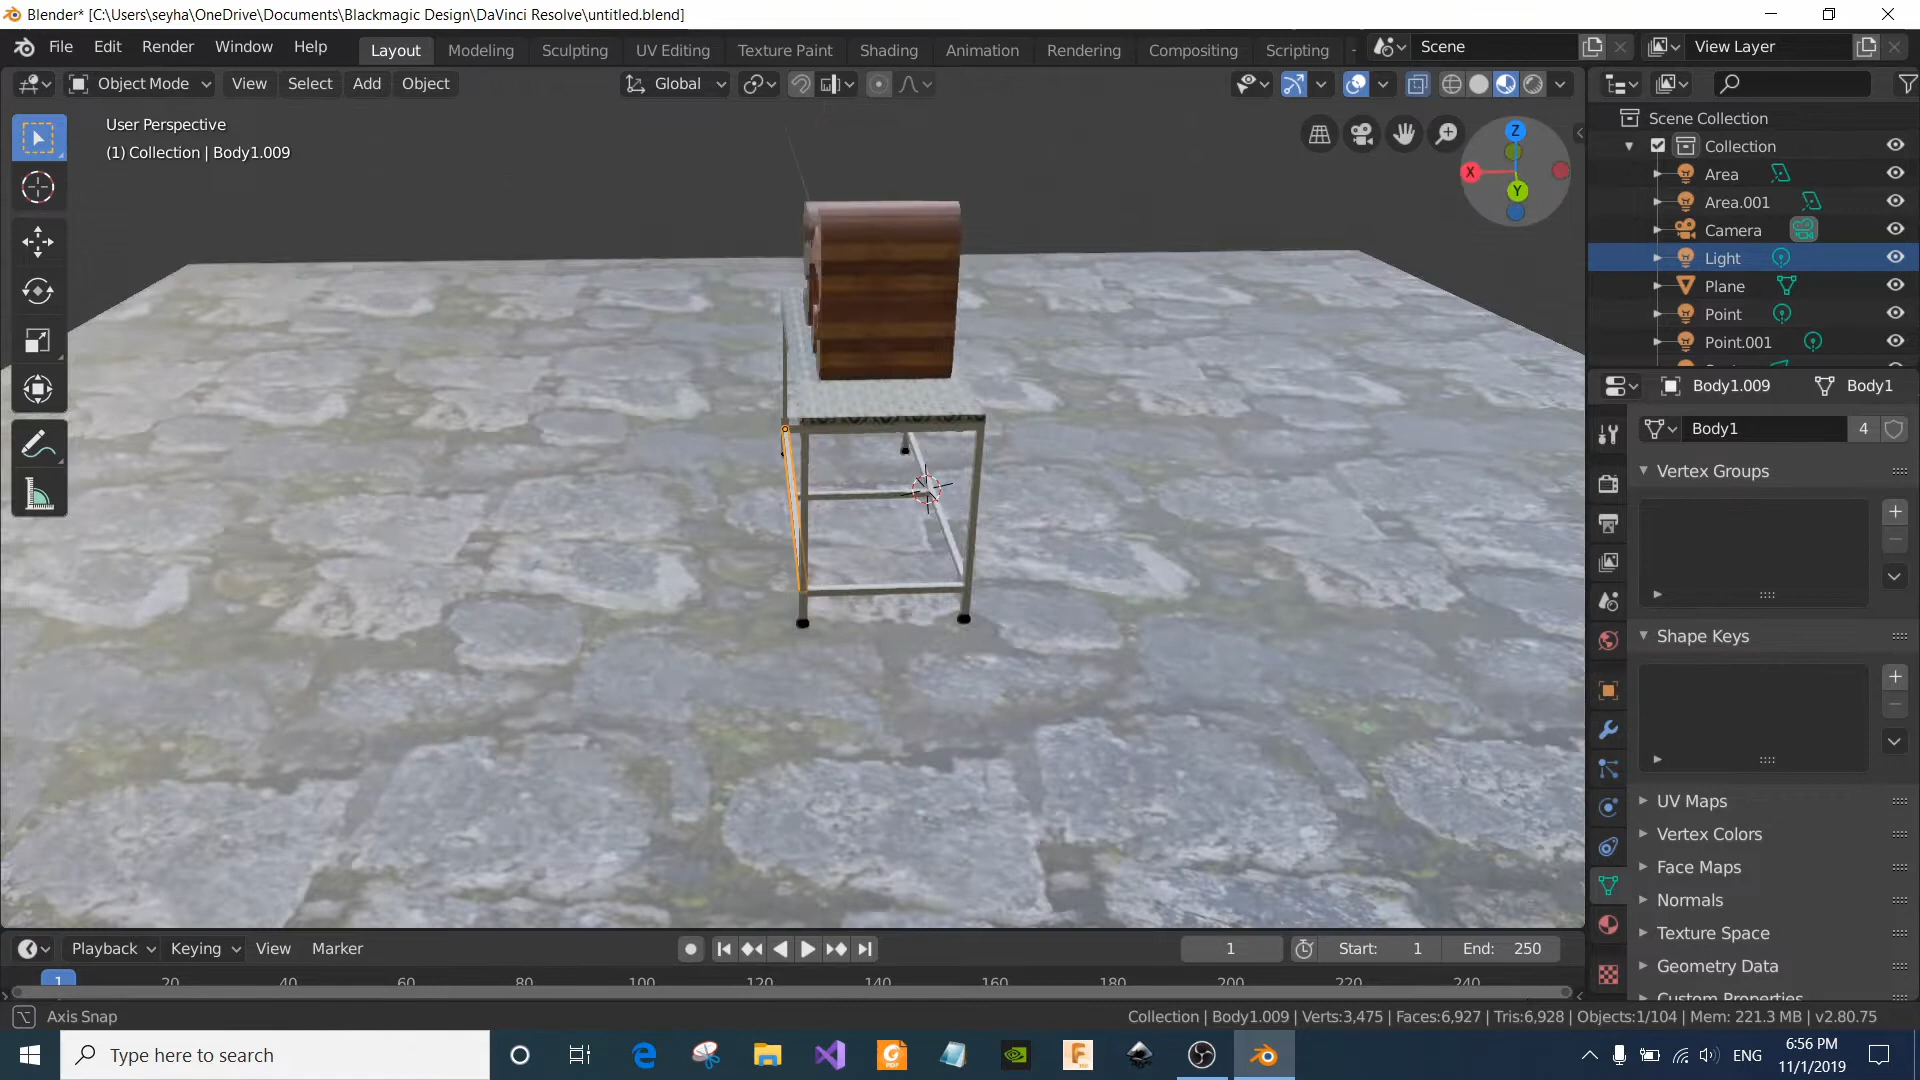 Blender* [C:\Users\seyha\OneDrive\Documents\Blackmagic Design\DaVinci Resolve\untitled.blend]
File Edit Render Window Help Layout Modeling Sculpting UV Editing Texture Paint Shading Animation Rendering Compositing Scripting Scene View Layer
Object Mode View Select Add Object Global
User Perspective
(1) Collection | Body1.009
Z
X
Y
Scene Collection
Collection
Area
Area.001
Camera
Light
Plane
Point
Point.001
Body1.009 Body1
Body1 4
Vertex Groups
Shape Keys
UV Maps
Vertex Colors
Face Maps
Normals
Texture Space
Geometry Data
Custom Properties
Playback Keying View Marker 1 Start: 1 End: 250
1 20 40 60 80 100 120 140 160 180 200 220 240
Axis Snap Collection | Body1.009 | Verts:3,475 | Faces:6,927 | Tris:6,928 | Objects:1/104 | Mem: 221.3 MB | v2.80.75
Type here to search ENG 6:56 PM
11/1/2019